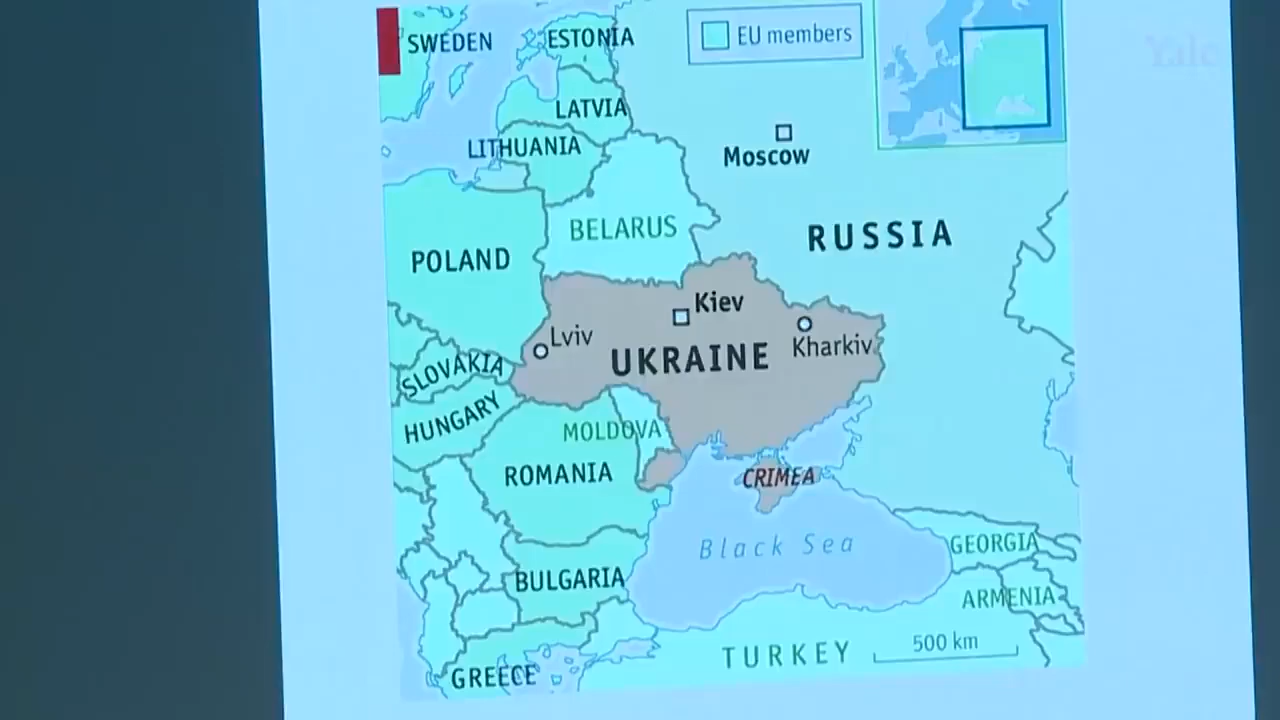 SWEDEN
ESTONIA
EU members
Yale
LATVIA
LITHUANIA
Moscow
BELARUS
RUSSIA
POLAND
Kiev
Lviv
Kharkiv
UKRAINE
SLOVAKIA
HUNGARY
MOLDOVA
ROMANIA
CRIMEA
Black Sea
GEORGIA
BULGARIA
ARMENIA
500 km
TURKEY
GREECE